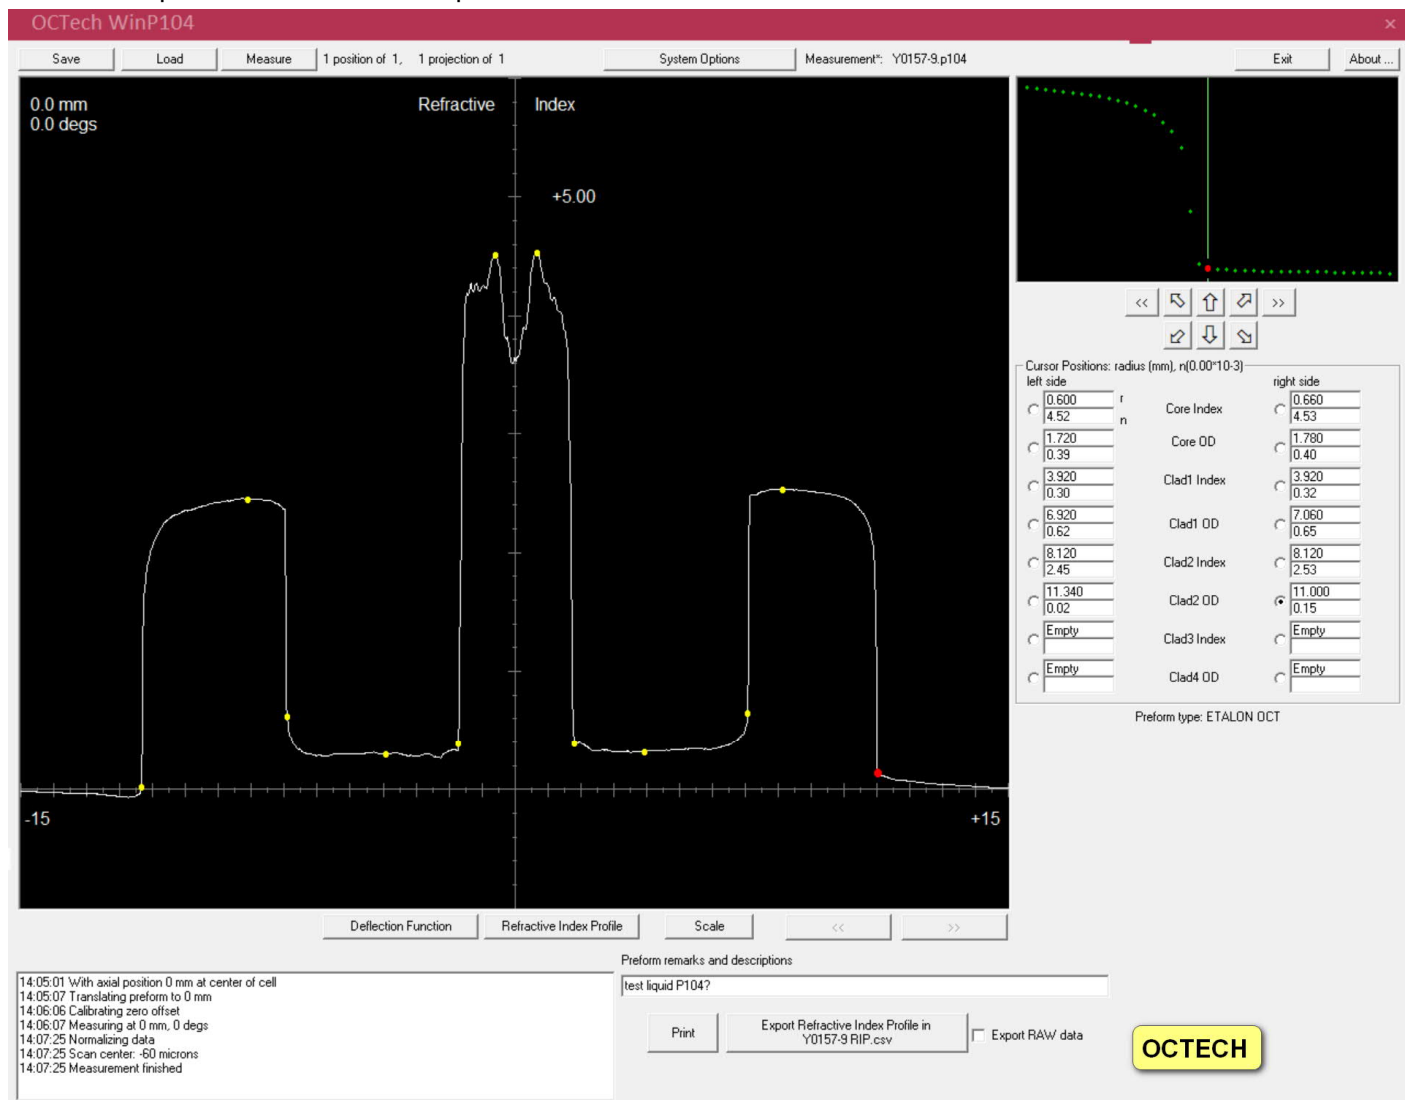 OCTech WinP104
Save Load Measure 1 position of 1, 1 projection of 1 System Options Measurement": Y0157-9.p104 Exit About ...
0.0 mm
0.0 degs
Refractive Index
+5.00
-15
+15
<< >>
Cursor Positions: radius (mm), n(0.00*10-3)
left side right side
0.600 r 0.660
4.52 n Core Index 4.53
1.720 Core OD 1.780
0.39 0.40
3.920 Clad1 Index 3.920
0.30 0.32
6.920 Clad1 OD 7.060
0.62 0.65
8.120 Clad2 Index 8.120
2.45 2.53
11.340 Clad2 OD 11.000
0.02 0.15
Empty Clad3 Index Empty
Empty Clad4 OD Empty
Preform type: ETALON OCT
Deflection Function Refractive Index Profile Scale << >>
Preform remarks and descriptions
test liquid P104?
14:05:01 With axial position 0 mm at center of cell
14:05:07 Translating preform to 0 mm
14:06:06 Calibrating zero offset
14:06:07 Measuring at 0 mm, 0 degs
14:07:25 Normalizing data
14:07:25 Scan center: -60 microns
14:07:25 Measurement finished
Print
Export Refractive Index Profile in
Y0157-9 RIP.csv
Export RAW data
OCTECH